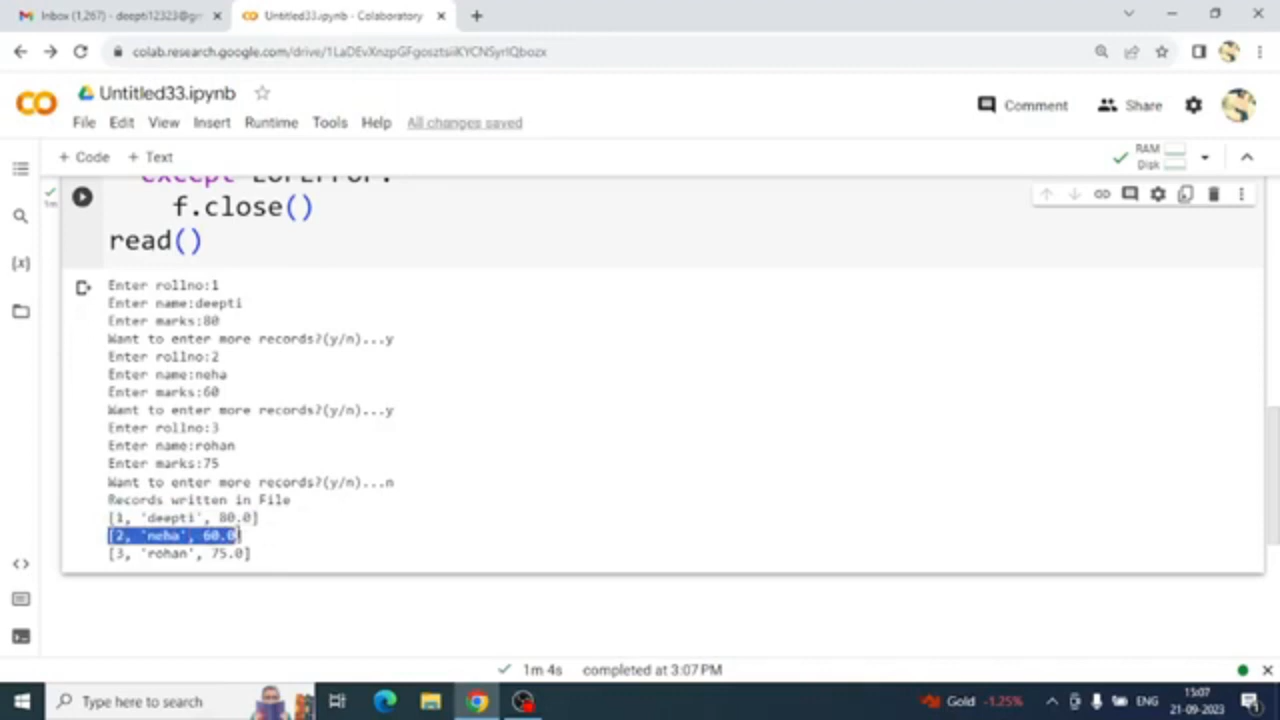 Inbox (1,267) - deepti12323@gm
Untitled33.ipynb - Colaboratory
colab.research.google.com/drive/
Untitled33.ipynb
Comment
Share
File Edit View Insert Runtime Tools Help All changes saved
+ Code + Text
RAM
Disk
except EOFError:
1m
f.close()
read()
{x}
Enter rollno:1
Enter name:deepti
Enter marks:80
Want to enter more records?(y/n)...y
Enter rollno:2
Enter name:neha
Enter marks:60
Want to enter more records?(y/n)...y
Enter rollno:3
Enter name:rohan
Enter marks:75
Want to enter more records?(y/n)...n
Records written in File
[1, 'deepti', 80.0]
[2, 'neha', 60.0]
[3, 'rohan', 75.0]
1m 4s completed at 3:07 PM
Type here to search
Gold -1.25%
ENG
15:07
21-09-2023